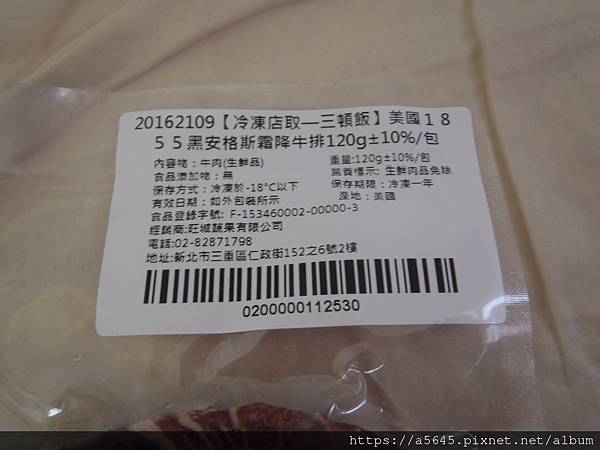 20162109【冷凍店取—三頓飯】美國１８
５５黑安格斯霜降牛排120g±10%/包
內容物：牛肉(生鮮品) 重量:120g±10%/包
食品添加物：無 營養標示: 生鮮肉品免除
保存方式：冷凍於-18°C以下 保存期限：冷凍一年
有效日期：如外包裝所示 產地：美國
食品登錄字號: F-153460002-00000-3
經銷商:旺城蔬果有限公司
電話:02-82871798
地址:新北市三重區仁政街152之6號2樓
0200000112530
https://a5645.pixnet.net/album